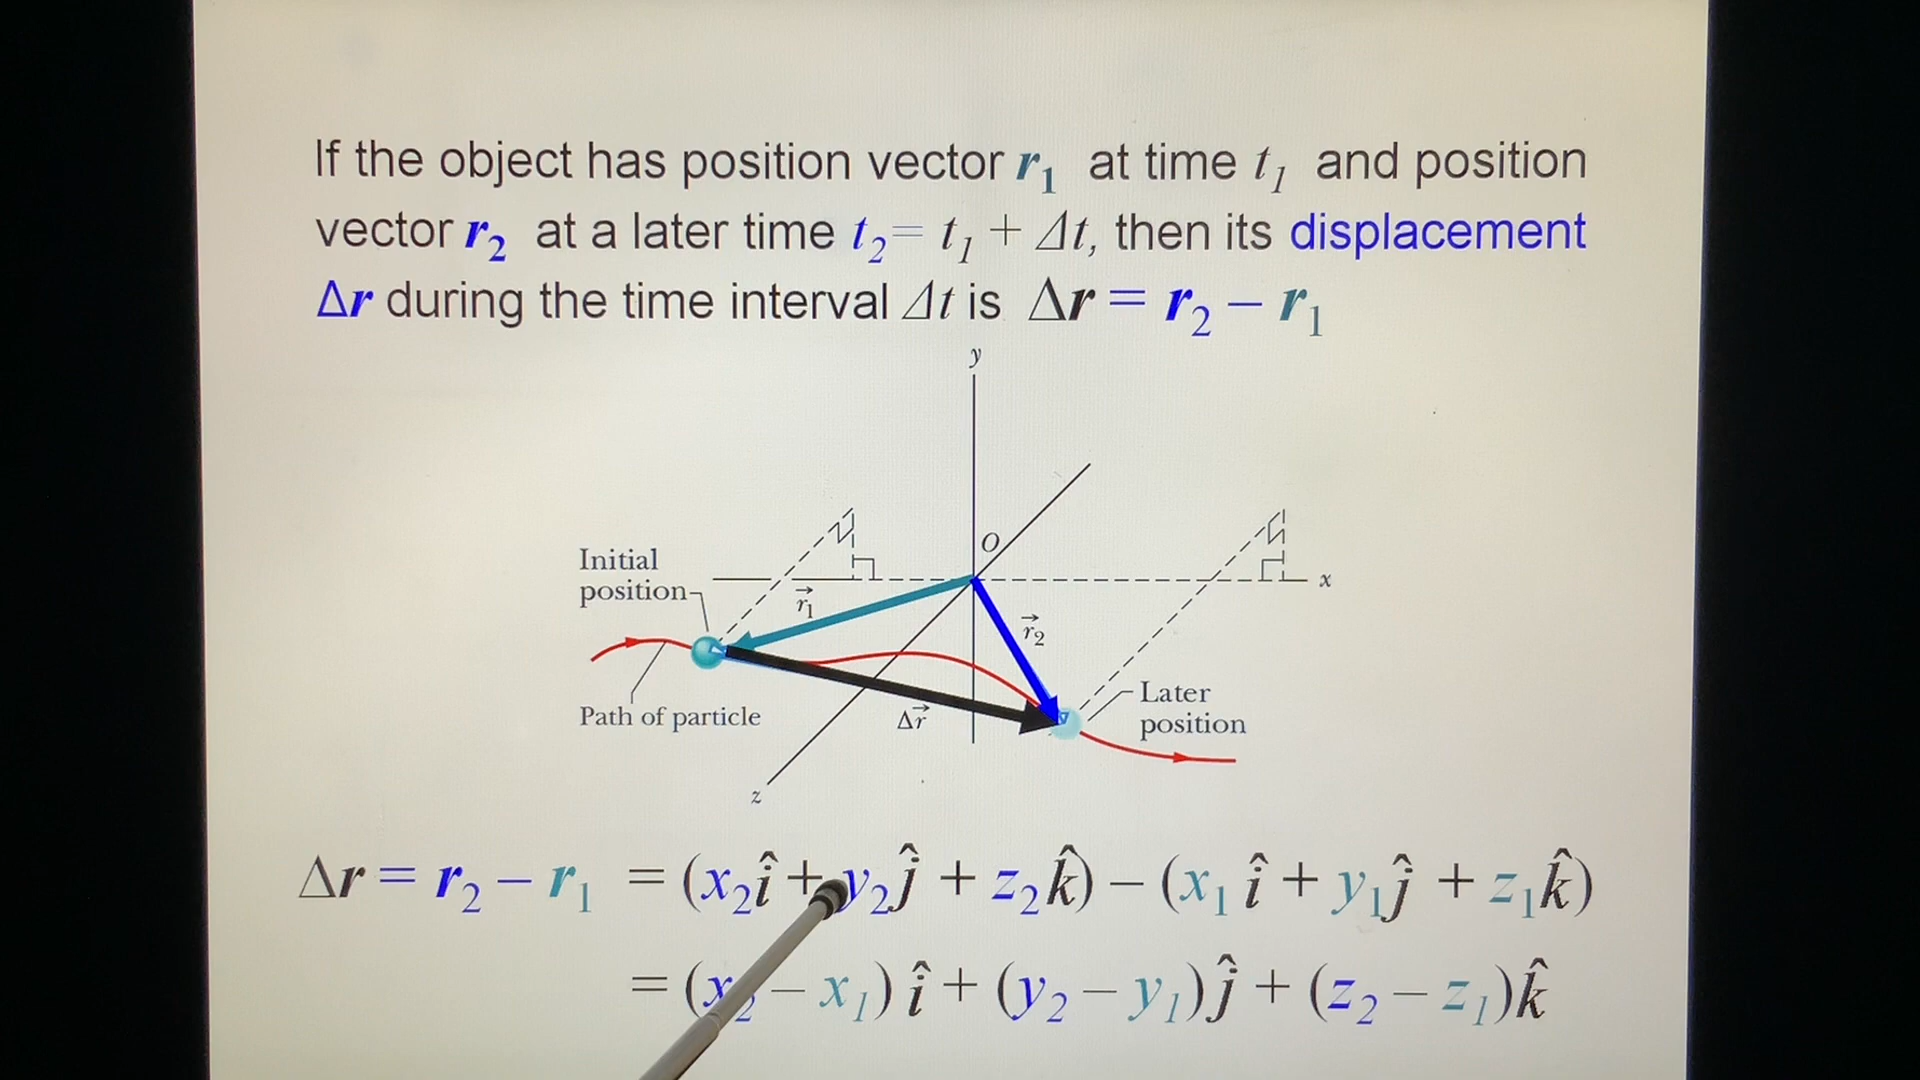 If the object has position vector r₁ at time t₁ and position
vector r₂ at a later time t₂= t₁ + Δt, then its displacement
Δr during the time interval Δt is Δr = r₂ − r₁
y
O
Initial
position
x
r⃗₁
r⃗₂
Later
position
Path of particle
Δr⃗
z
Δr = r₂ − r₁ = (x₂î + y₂ĵ + z₂k̂) − (x₁ î + y₁ĵ + z₁k̂)
= (x₂ − x₁) î + (y₂ − y₁)ĵ + (z₂ − z₁)k̂